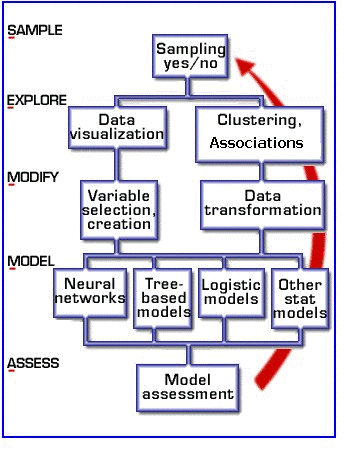 SAMPLE
Sampling
yes/no
EXPLORE
Data
visualization
Clustering,
Associations
MODIFY
Variable
selection,
creation
Data
transformation
MODEL
Neural
networks
Tree-
based
models
Logistic
models
Other
stat
models
ASSESS
Model
assessment